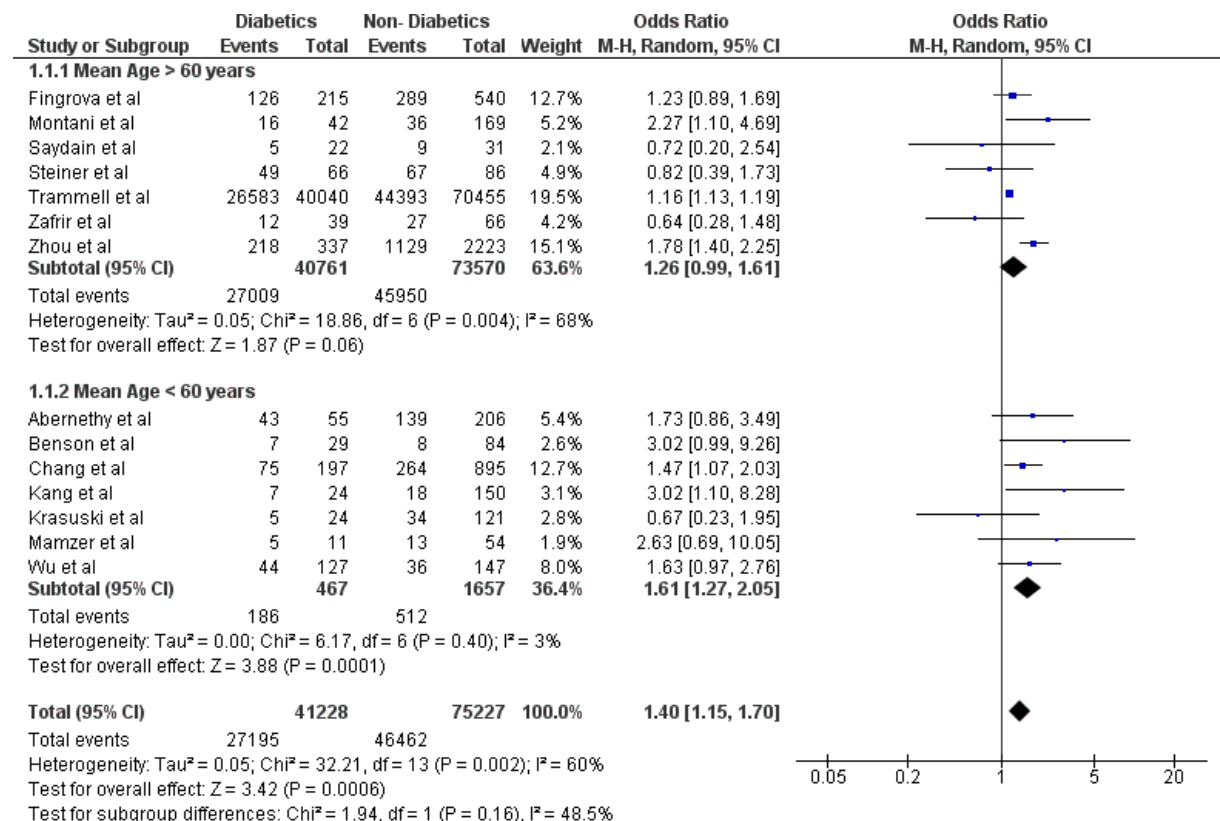 Diabetics Non- Diabetics Odds Ratio Odds Ratio
Study or Subgroup Events Total Events Total Weight M-H, Random, 95% CI M-H, Random, 95% CI
1.1.1 Mean Age > 60 years
Fingrova et al 126 215 289 540 12.7% 1.23 [0.89, 1.69]
Montani et al 16 42 36 169 5.2% 2.27 [1.10, 4.69]
Saydain et al 5 22 9 31 2.1% 0.72 [0.20, 2.54]
Steiner et al 49 66 67 86 4.9% 0.82 [0.39, 1.73]
Trammell et al 26583 40040 44393 70455 19.5% 1.16 [1.13, 1.19]
Zafrir et al 12 39 27 66 4.2% 0.64 [0.28, 1.48]
Zhou et al 218 337 1129 2223 15.1% 1.78 [1.40, 2.25]
Subtotal (95% CI) 40761 73570 63.6% 1.26 [0.99, 1.61]
Total events 27009 45950
Heterogeneity: Tau² = 0.05; Chi² = 18.86, df = 6 (P = 0.004); I² = 68%
Test for overall effect: Z = 1.87 (P = 0.06)
1.1.2 Mean Age < 60 years
Abernethy et al 43 55 139 206 5.4% 1.73 [0.86, 3.49]
Benson et al 7 29 8 84 2.6% 3.02 [0.99, 9.26]
Chang et al 75 197 264 895 12.7% 1.47 [1.07, 2.03]
Kang et al 7 24 18 150 3.1% 3.02 [1.10, 8.28]
Krasuski et al 5 24 34 121 2.8% 0.67 [0.23, 1.95]
Mamzer et al 5 11 13 54 1.9% 2.63 [0.69, 10.05]
Wu et al 44 127 36 147 8.0% 1.63 [0.97, 2.76]
Subtotal (95% CI) 467 1657 36.4% 1.61 [1.27, 2.05]
Total events 186 512
Heterogeneity: Tau² = 0.00; Chi² = 6.17, df = 6 (P = 0.40); I² = 3%
Test for overall effect: Z = 3.88 (P = 0.0001)
Total (95% CI) 41228 75227 100.0% 1.40 [1.15, 1.70]
Total events 27195 46462
Heterogeneity: Tau² = 0.05; Chi² = 32.21, df = 13 (P = 0.002); I² = 60%
Test for overall effect: Z = 3.42 (P = 0.0006)
Test for subgroup differences: Chi² = 1.94, df = 1 (P = 0.16), I² = 48.5%
0.05 0.2 1 5 20